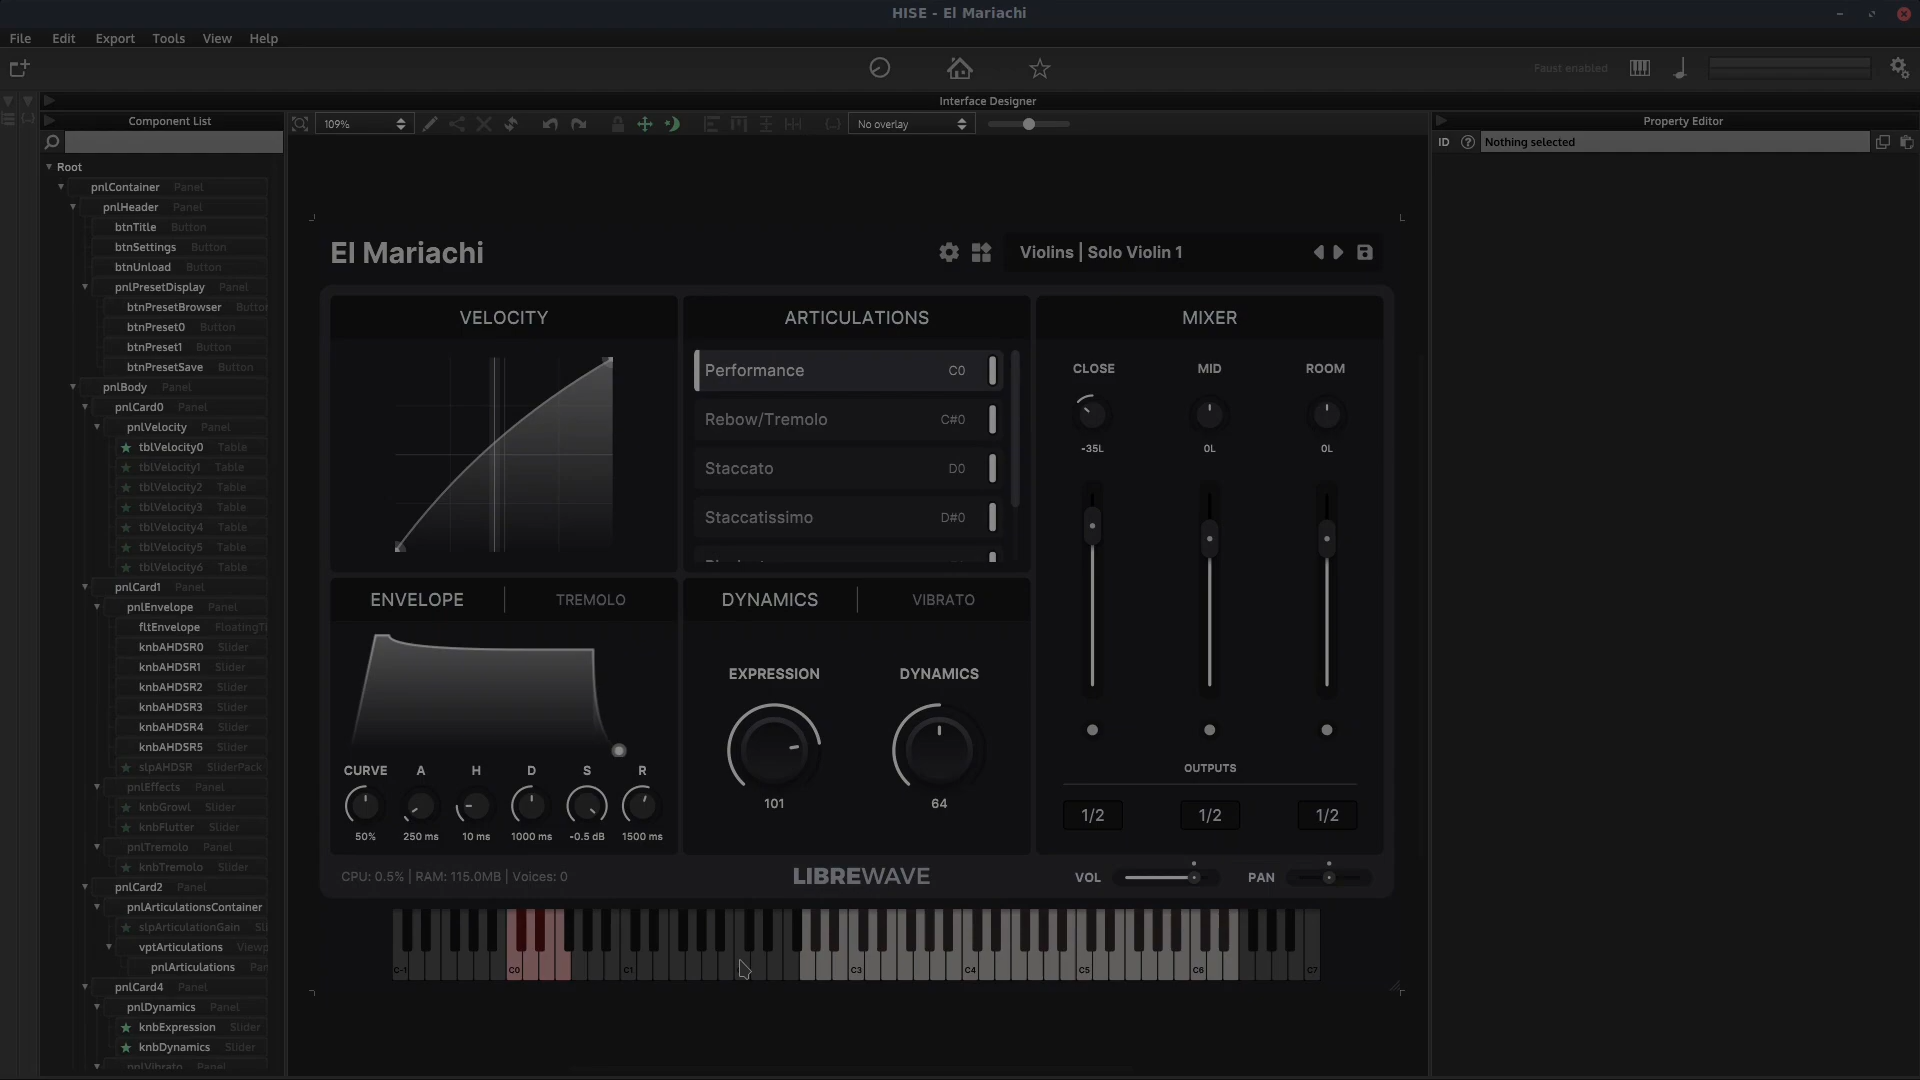 HISE - El Mariachi
File Edit Export Tools View Help
Faust enabled
Interface Designer
Component List
109%
No overlay
Property Editor
ID
Nothing selected
Root
pnlContainer Panel
pnlHeader Panel
btnTitle Button
btnSettings Button
btnUnload Button
pnlPresetDisplay Panel
btnPresetBrowser Button
btnPreset0 Button
btnPreset1 Button
btnPresetSave Button
pnlBody Panel
pnlCard0 Panel
pnlVelocity Panel
tblVelocity0 Table
tblVelocity1 Table
tblVelocity2 Table
tblVelocity3 Table
tblVelocity4 Table
tblVelocity5 Table
tblVelocity6 Table
pnlCard1 Panel
pnlEnvelope Panel
fltEnvelope FloatingTi
knbAHDSR0 Slider
knbAHDSR1 Slider
knbAHDSR2 Slider
knbAHDSR3 Slider
knbAHDSR4 Slider
knbAHDSR5 Slider
slpAHDSR SliderPack
pnlEffects Panel
knbGrowl Slider
knbFlutter Slider
pnlTremolo Panel
knbTremolo Slider
pnlCard2 Panel
pnlArticulationsContainer
slpArticulationGain Sli
vptArticulations Viewp
pnlArticulations Pan
pnlCard4 Panel
pnlDynamics Panel
knbExpression Slider
knbDynamics Slider
pnlVibrato Panel
El Mariachi
Violins | Solo Violin 1
VELOCITY
ARTICULATIONS
Performance C0
Rebow/Tremolo C#0
Staccato D0
Staccatissimo D#0
MIXER
CLOSE MID ROOM
-35L 0L 0L
OUTPUTS
1/2 1/2 1/2
ENVELOPE TREMOLO
CURVE A H D S R
50% 250 ms 10 ms 1000 ms -0.5 dB 1500 ms
DYNAMICS VIBRATO
EXPRESSION DYNAMICS
101 64
CPU: 0.5% | RAM: 115.0MB | Voices: 0
LIBREWAVE
VOL PAN
C-1 C0 C1 C3 C4 C5 C6 C7